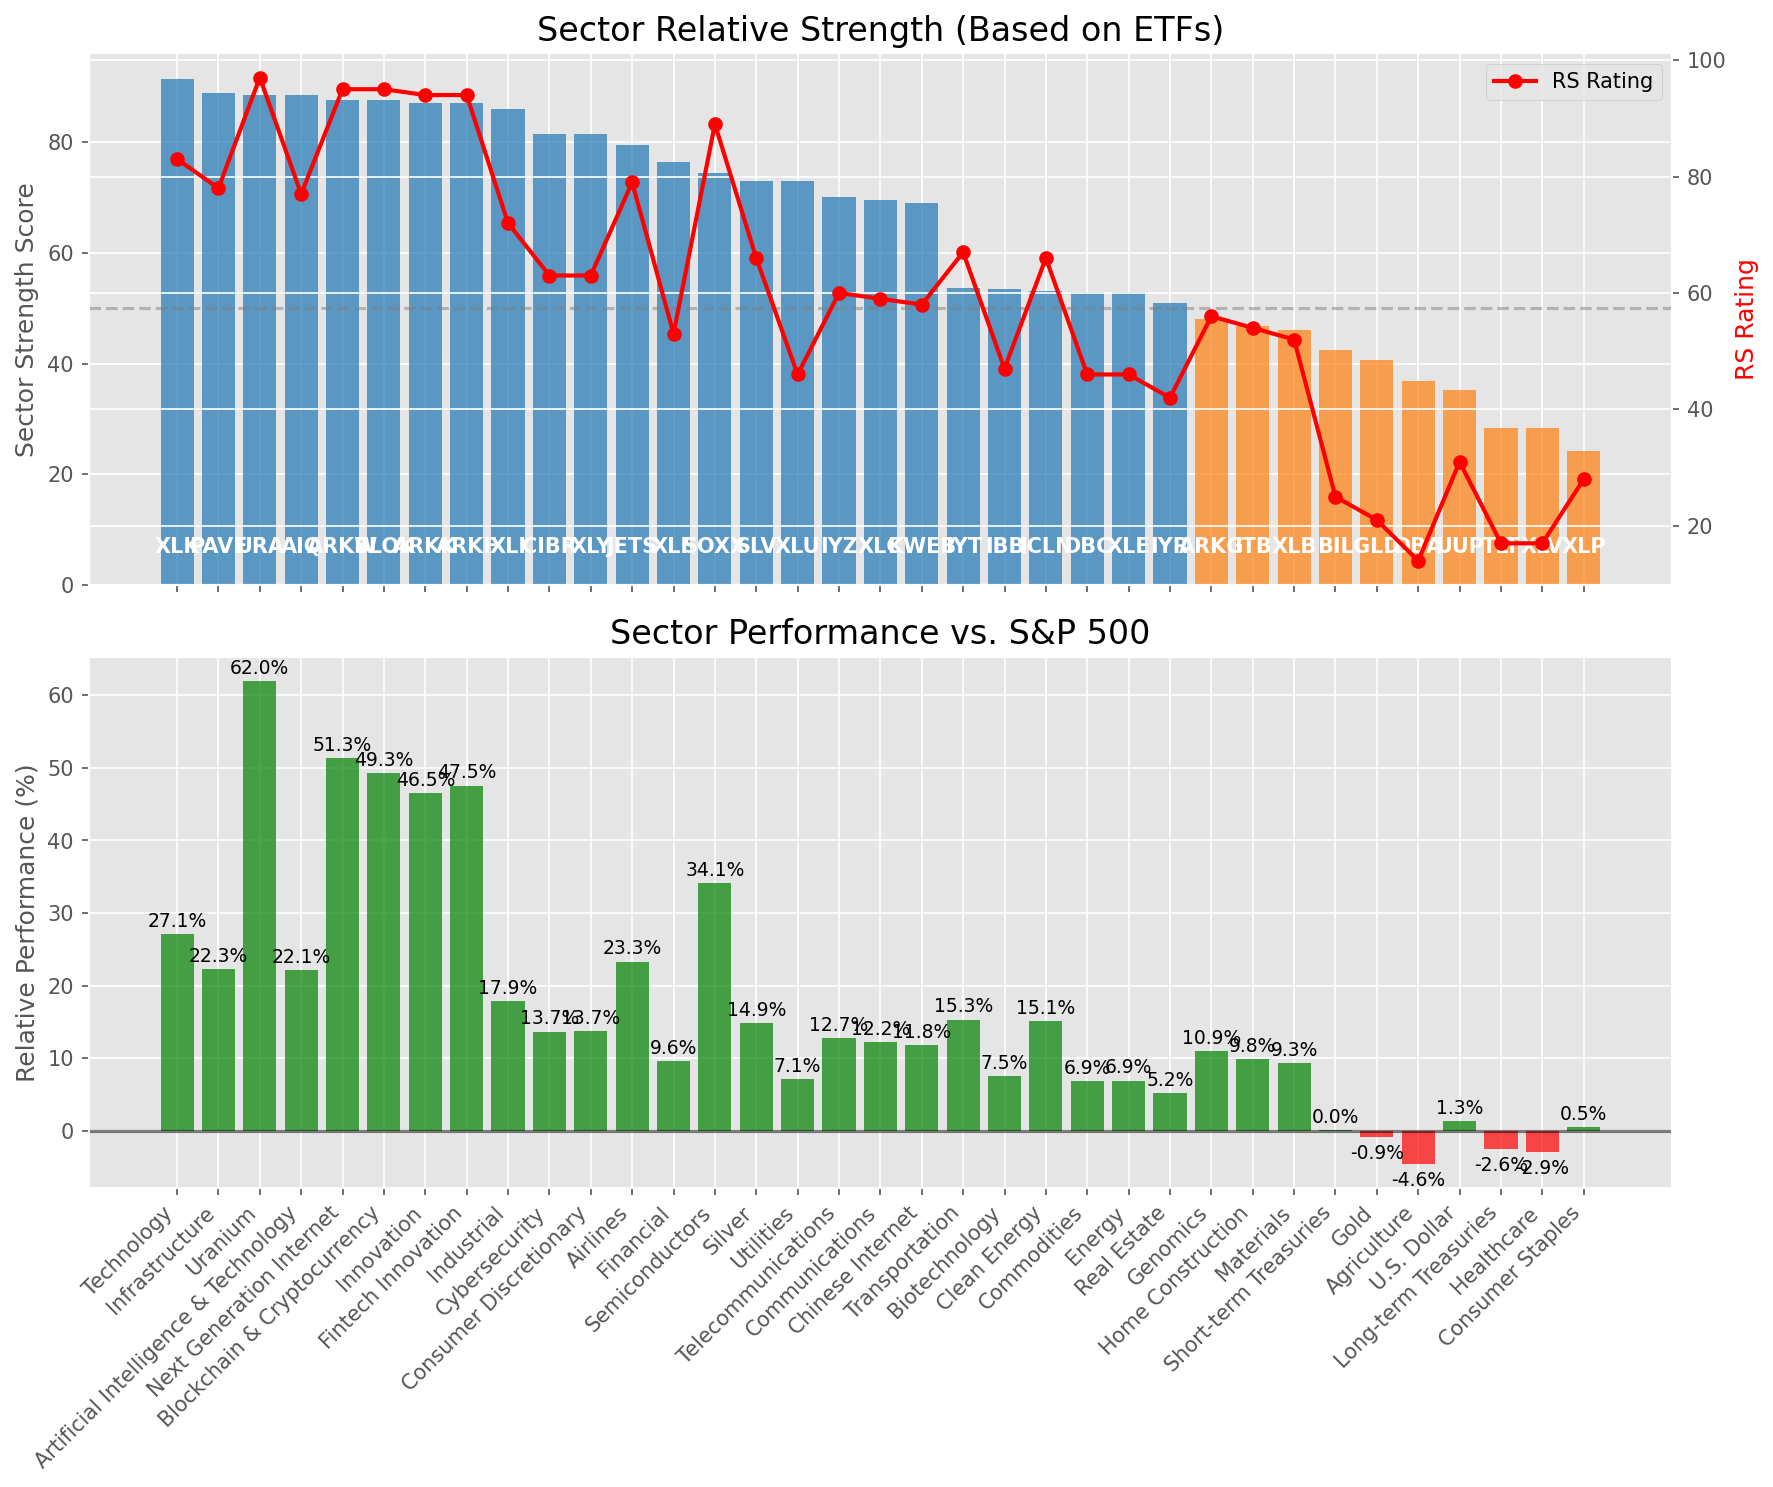 Sector Relative Strength (Based on ETFs)
Sector Strength Score
80
60
40
20
0
RS Rating
100
80
60
40
20
RS Rating
XLK PAVE URA AIQ ARKW BLOK ARKK ARKF XLI CIBR XLY JETS XLF SOXX SLV XLU IYZ XLC KWEB IYT IBB ICLN DBC XLE IYR ARKG ITB XLB BIL GLD DBA UUP TLT XLV XLP
Sector Performance vs. S&P 500
Relative Performance (%)
60
50
40
30
20
10
0
27.1% 22.3% 62.0% 22.1% 51.3% 49.3% 46.5% 47.5% 17.9% 13.7% 13.7% 23.3% 9.6% 34.1% 14.9% 7.1% 12.7% 12.2% 11.8% 15.3% 7.5% 15.1% 6.9% 6.9% 5.2% 10.9% 9.8% 9.3% 0.0% -0.9% -4.6% 1.3% -2.6% -2.9% 0.5%
Technology
Infrastructure
Uranium
Artificial Intelligence & Technology
Next Generation Internet
Blockchain & Cryptocurrency
Innovation
Fintech Innovation
Industrial
Cybersecurity
Consumer Discretionary
Airlines
Financial
Semiconductors
Silver
Utilities
Telecommunications
Communications
Chinese Internet
Transportation
Biotechnology
Clean Energy
Commodities
Energy
Real Estate
Genomics
Home Construction
Materials
Short-term Treasuries
Gold
Agriculture
U.S. Dollar
Long-term Treasuries
Healthcare
Consumer Staples